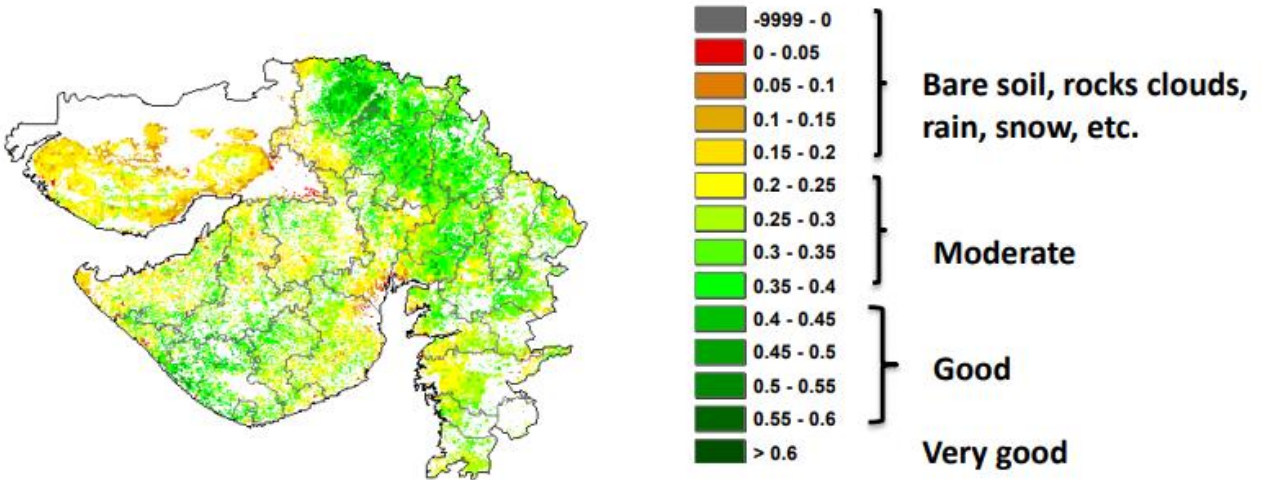 -9999 - 0
0 - 0.05
0.05 - 0.1
0.1 - 0.15
0.15 - 0.2
0.2 - 0.25
0.25 - 0.3
0.3 - 0.35
0.35 - 0.4
0.4 - 0.45
0.45 - 0.5
0.5 - 0.55
0.55 - 0.6
> 0.6
Bare soil, rocks clouds,
rain, snow, etc.
Moderate
Good
Very good